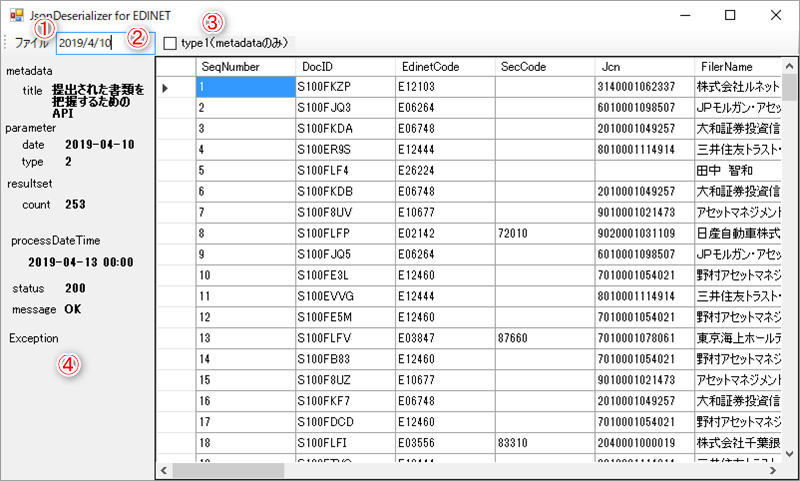 JsonDeserializer for EDINET
① ② ③
ファイル 2019/4/10 type1(metadataのみ)
metadata
title 提出された書類を
把握するための
API
parameter
date 2019-04-10
type 2
resultset
count 253
processDateTime
2019-04-13 00:00
status 200
message OK
Exception
④
SeqNumber DocID EdinetCode SecCode Jcn FilerName
1 S100FKZP E12103 3140001062337 株式会社ルネット
2 S100FJQ3 E06264 6010001098507 JPモルガン・アセッ
3 S100FKDA E06748 2010001049257 大和証券投資信
4 S100ER9S E12444 8010001114914 三井住友トラスト・
5 S100FLF4 E26224 田中 智和
6 S100FKDB E06748 2010001049257 大和証券投資信
7 S100F8UV E10677 9010001021473 アセットマネジメント
8 S100FLFP E02142 72010 9020001031109 日産自動車株式
9 S100FJQ5 E06264 6010001098507 JPモルガン・アセッ
10 S100FE3L E12460 7010001054021 野村アセットマネジ
11 S100EVVG E12444 8010001114914 三井住友トラスト・
12 S100FE5M E12460 7010001054021 野村アセットマネジ
13 S100FLFV E03847 87660 7010001078061 東京海上ホールデ
14 S100FB83 E12460 7010001054021 野村アセットマネジ
15 S100F8UZ E10677 9010001021473 アセットマネジメント
16 S100FKF7 E06748 2010001049257 大和証券投資信
17 S100FDCD E12460 7010001054021 野村アセットマネジ
18 S100FLFI E03556 83310 2040001000019 株式会社千葉銀